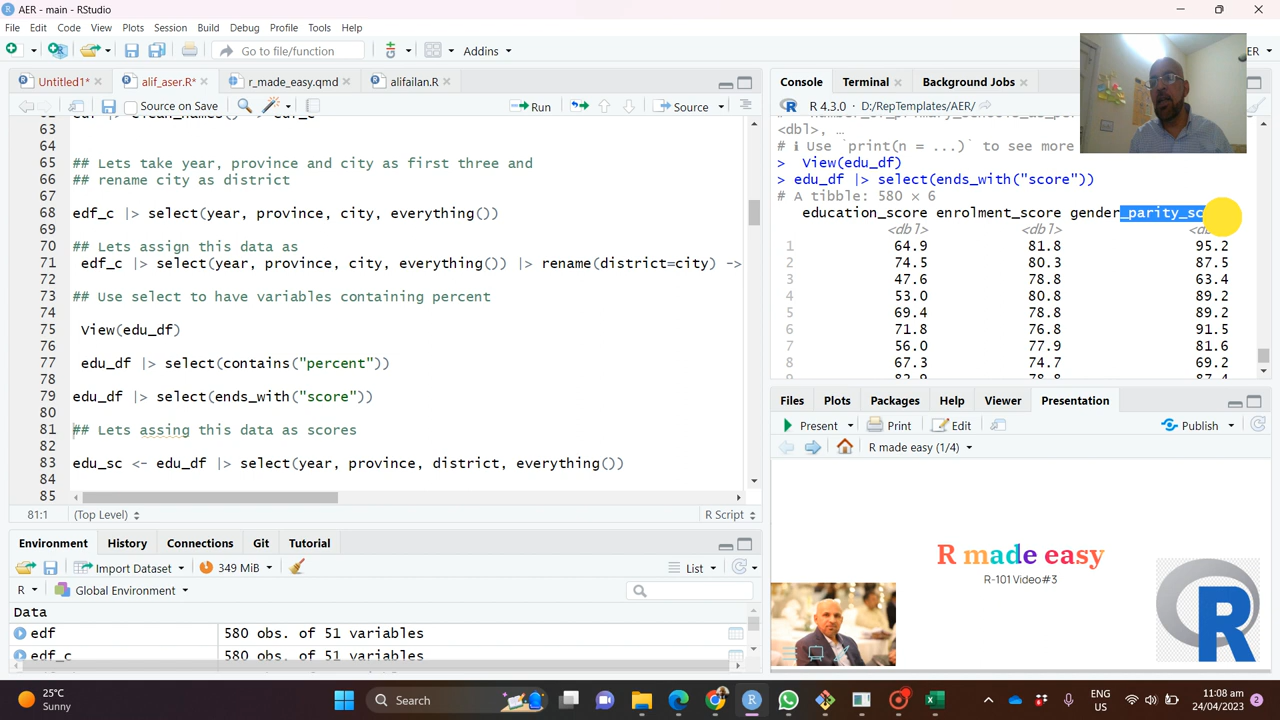 AER - main - RStudio
File Edit Code View Plots Session Build Debug Profile Tools Help
Go to file/function Addins
Untitled1* alif_aser.R* r_made_easy.qmd alifailan.R
Source on Save Run Source
63
64
65 ## Lets take year, province and city as first three and
66 ## rename city as district
67
68 edf_c |> select(year, province, city, everything())
69
70 ## Lets assign this data as
71 edf_c |> select(year, province, city, everything()) |> rename(district=city) ->
72
73 ## Use select to have variables containing percent
74
75 View(edu_df)
76
77 edu_df |> select(contains("percent"))
78
79 edu_df |> select(ends_with("score"))
80
81 ## Lets assing this data as scores
82
83 edu_sc <- edu_df |> select(year, province, district, everything())
84
85
81:1 (Top Level) R Script
Environment History Connections Git Tutorial
Import Dataset 349 MiB List
R Global Environment
Data
edf 580 obs. of 51 variables
edf_c 580 obs. of 51 variables
Console Terminal Background Jobs
R 4.3.0 · D:/RepTemplates/AER/
<dbl>, …
# ℹ Use `print(n = ...)` to see more
> View(edu_df)
> edu_df |> select(ends_with("score"))
# A tibble: 580 × 6
education_score enrolment_score gender_parity_sc
<dbl> <dbl>
1 64.9 81.8 95.2
2 74.5 80.3 87.5
3 47.6 78.8 63.4
4 53.0 80.8 89.2
5 69.4 78.8 89.2
6 71.8 76.8 91.5
7 56.0 77.9 81.6
8 67.3 74.7 69.2
Files Plots Packages Help Viewer Presentation
Present Print Edit Publish
R made easy (1/4)
R made easy
R-101 Video#3
R
25°C
Sunny
Search
ENG
US
11:08 am
24/04/2023
2